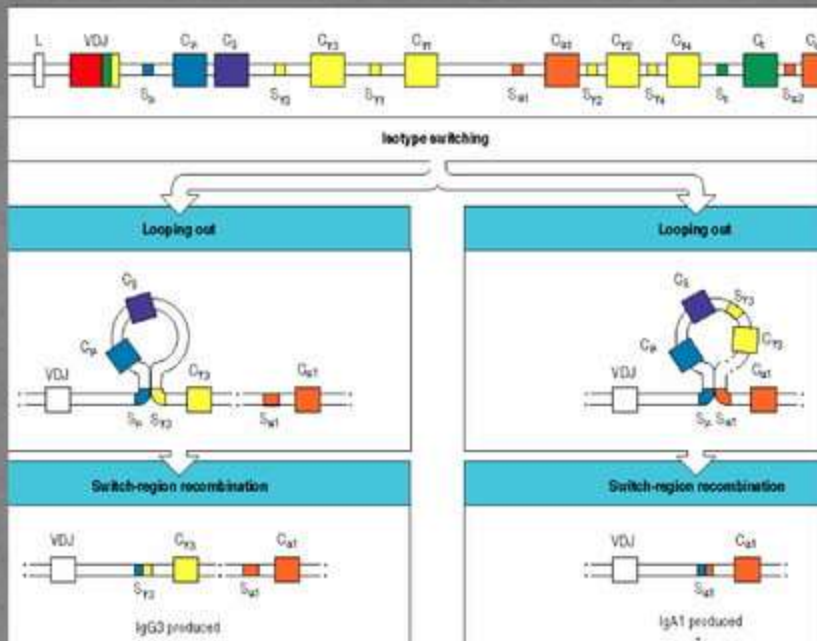 L VDJ Cμ Cδ Cγ3 Cγ1 Cα1 Cγ2 Cγ4 Cε
Sμ Sγ3 Sγ1 Sα1 Sγ2 Sγ4 Sε Sα2
Isotype switching
Looping out
Cδ
Cμ
VDJ Cγ3 Cα1
Sμ Sγ3 Sα1
Switch-region recombination
VDJ Cγ3 Cα1
Sγ3 Sα1
IgG3 produced
Looping out
Cδ Sγ3
Cμ Cγ3
VDJ Cα1
Sμ Sα1
Switch-region recombination
VDJ Cα1
Sα1
IgA1 produced